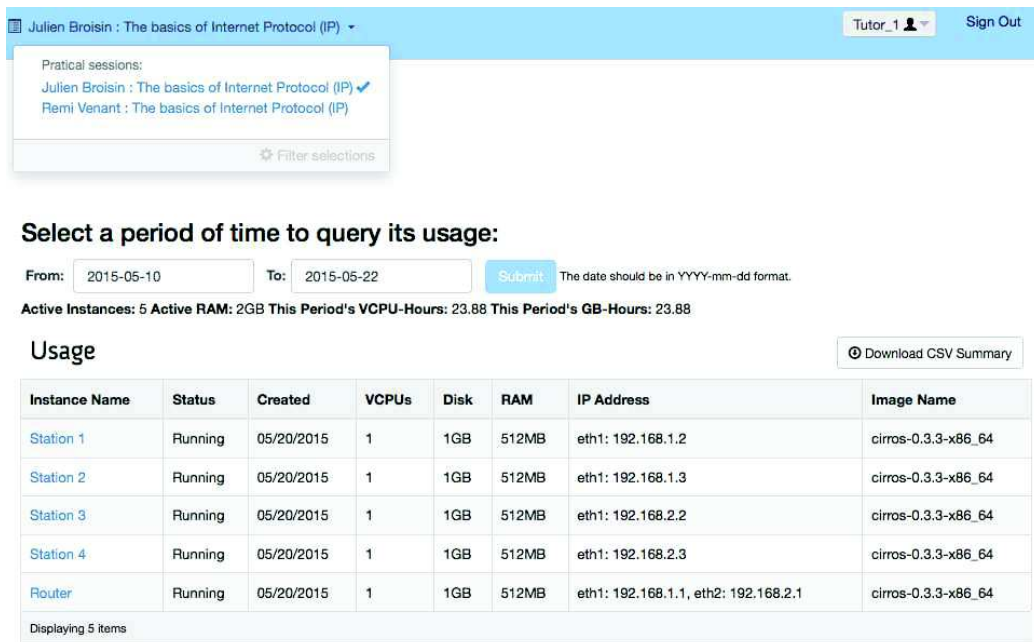 Julien Broisin : The basics of Internet Protocol (IP)
Tutor_1
Sign Out
Pratical sessions:
Julien Broisin : The basics of Internet Protocol (IP)
Remi Venant : The basics of Internet Protocol (IP)
Filter selections
Select a period of time to query its usage:
From: 2015-05-10 To: 2015-05-22 Submit The date should be in YYYY-mm-dd format.
Active Instances: 5 Active RAM: 2GB This Period's VCPU-Hours: 23.88 This Period's GB-Hours: 23.88
Usage
Download CSV Summary
Instance Name Status Created VCPUs Disk RAM IP Address Image Name
Station 1 Running 05/20/2015 1 1GB 512MB eth1: 192.168.1.2 cirros-0.3.3-x86_64
Station 2 Running 05/20/2015 1 1GB 512MB eth1: 192.168.1.3 cirros-0.3.3-x86_64
Station 3 Running 05/20/2015 1 1GB 512MB eth1: 192.168.2.2 cirros-0.3.3-x86_64
Station 4 Running 05/20/2015 1 1GB 512MB eth1: 192.168.2.3 cirros-0.3.3-x86_64
Router Running 05/20/2015 1 1GB 512MB eth1: 192.168.1.1, eth2: 192.168.2.1 cirros-0.3.3-x86_64
Displaying 5 items